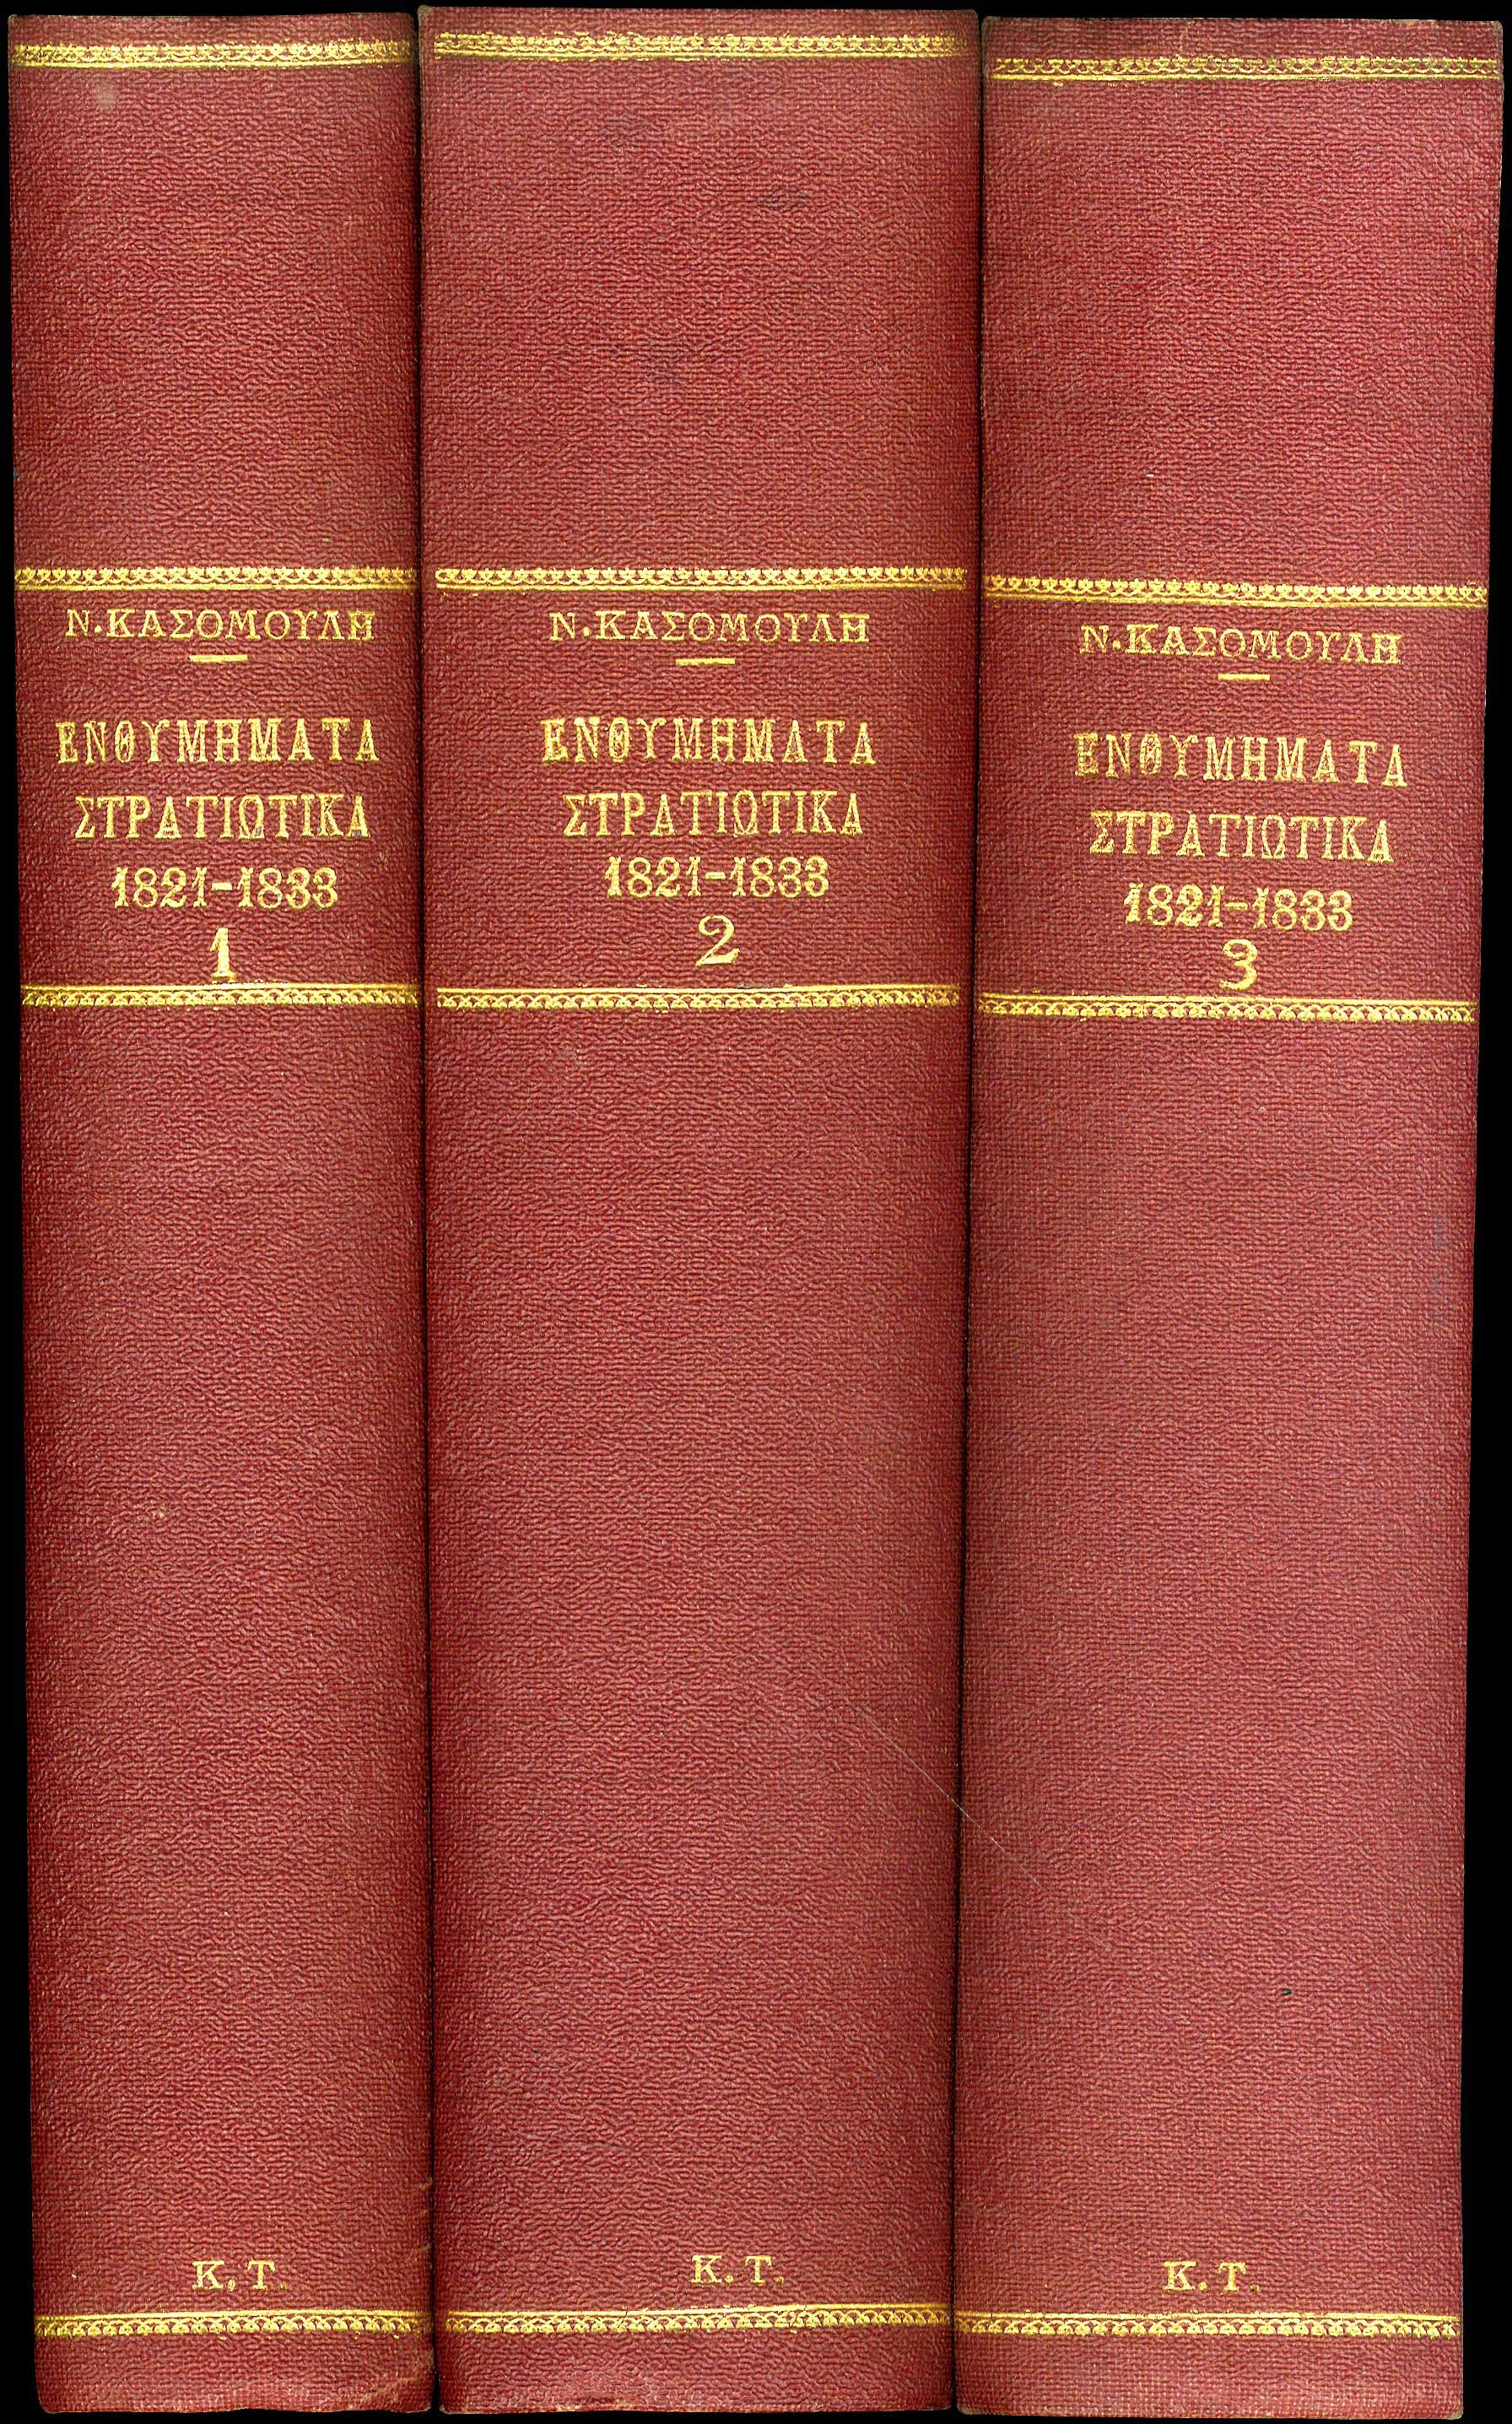 Ν.ΚΑΣΟΜΟΥΛΗ
ΕΝΘΥΜΗΜΑΤΑ
ΣΤΡΑΤΙΩΤΙΚΑ
1821-1833
1
Κ.Τ.
Ν.ΚΑΣΟΜΟΥΛΗ
ΕΝΘΥΜΗΜΑΤΑ
ΣΤΡΑΤΙΩΤΙΚΑ
1821-1833
2
Κ.Τ.
Ν.ΚΑΣΟΜΟΥΛΗ
ΕΝΘΥΜΗΜΑΤΑ
ΣΤΡΑΤΙΩΤΙΚΑ
1821-1833
3
Κ.Τ.